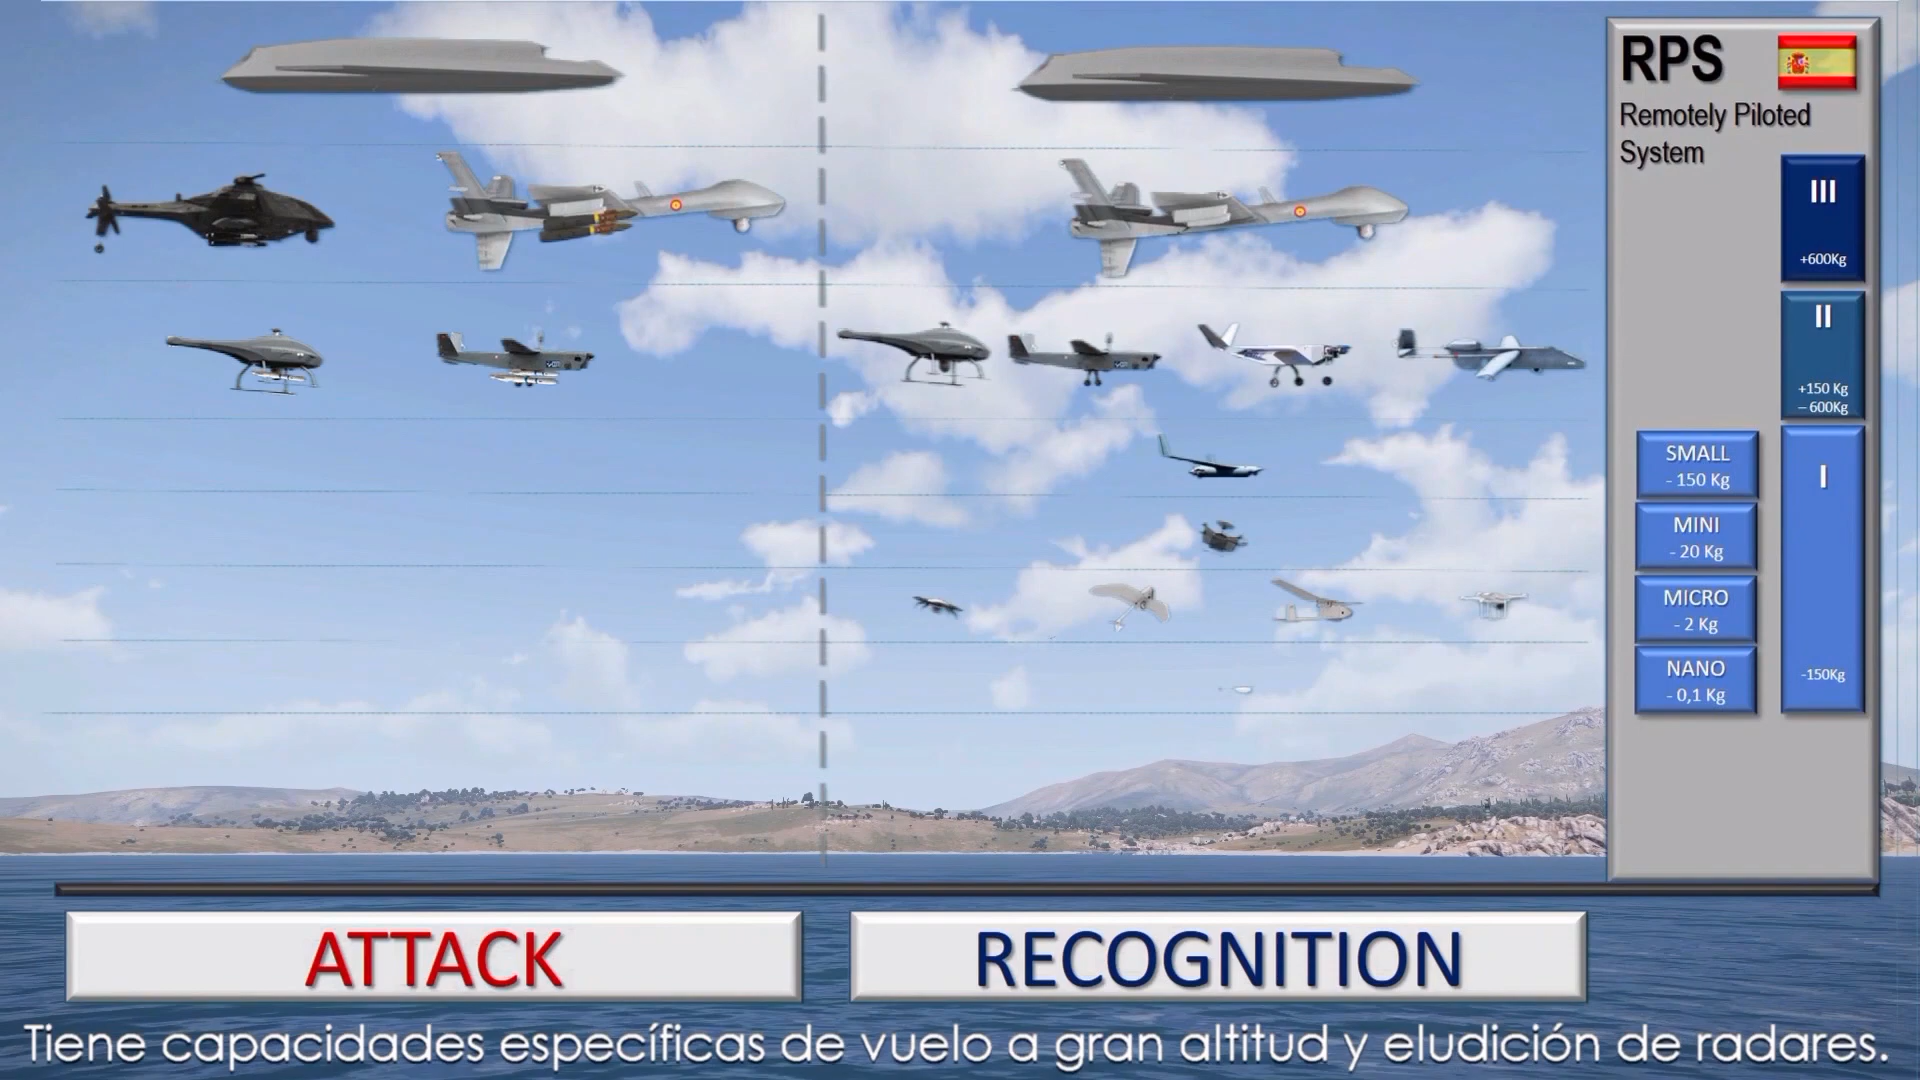 RPS
Remotely Piloted
System
III
+600Kg
II
+150 Kg
– 600Kg
SMALL
- 150 Kg
I
MINI
- 20 Kg
MICRO
- 2 Kg
NANO
- 0,1 Kg
-150Kg
ATTACK
RECOGNITION
Tiene capacidades específicas de vuelo a gran altitud y eludición de radares.